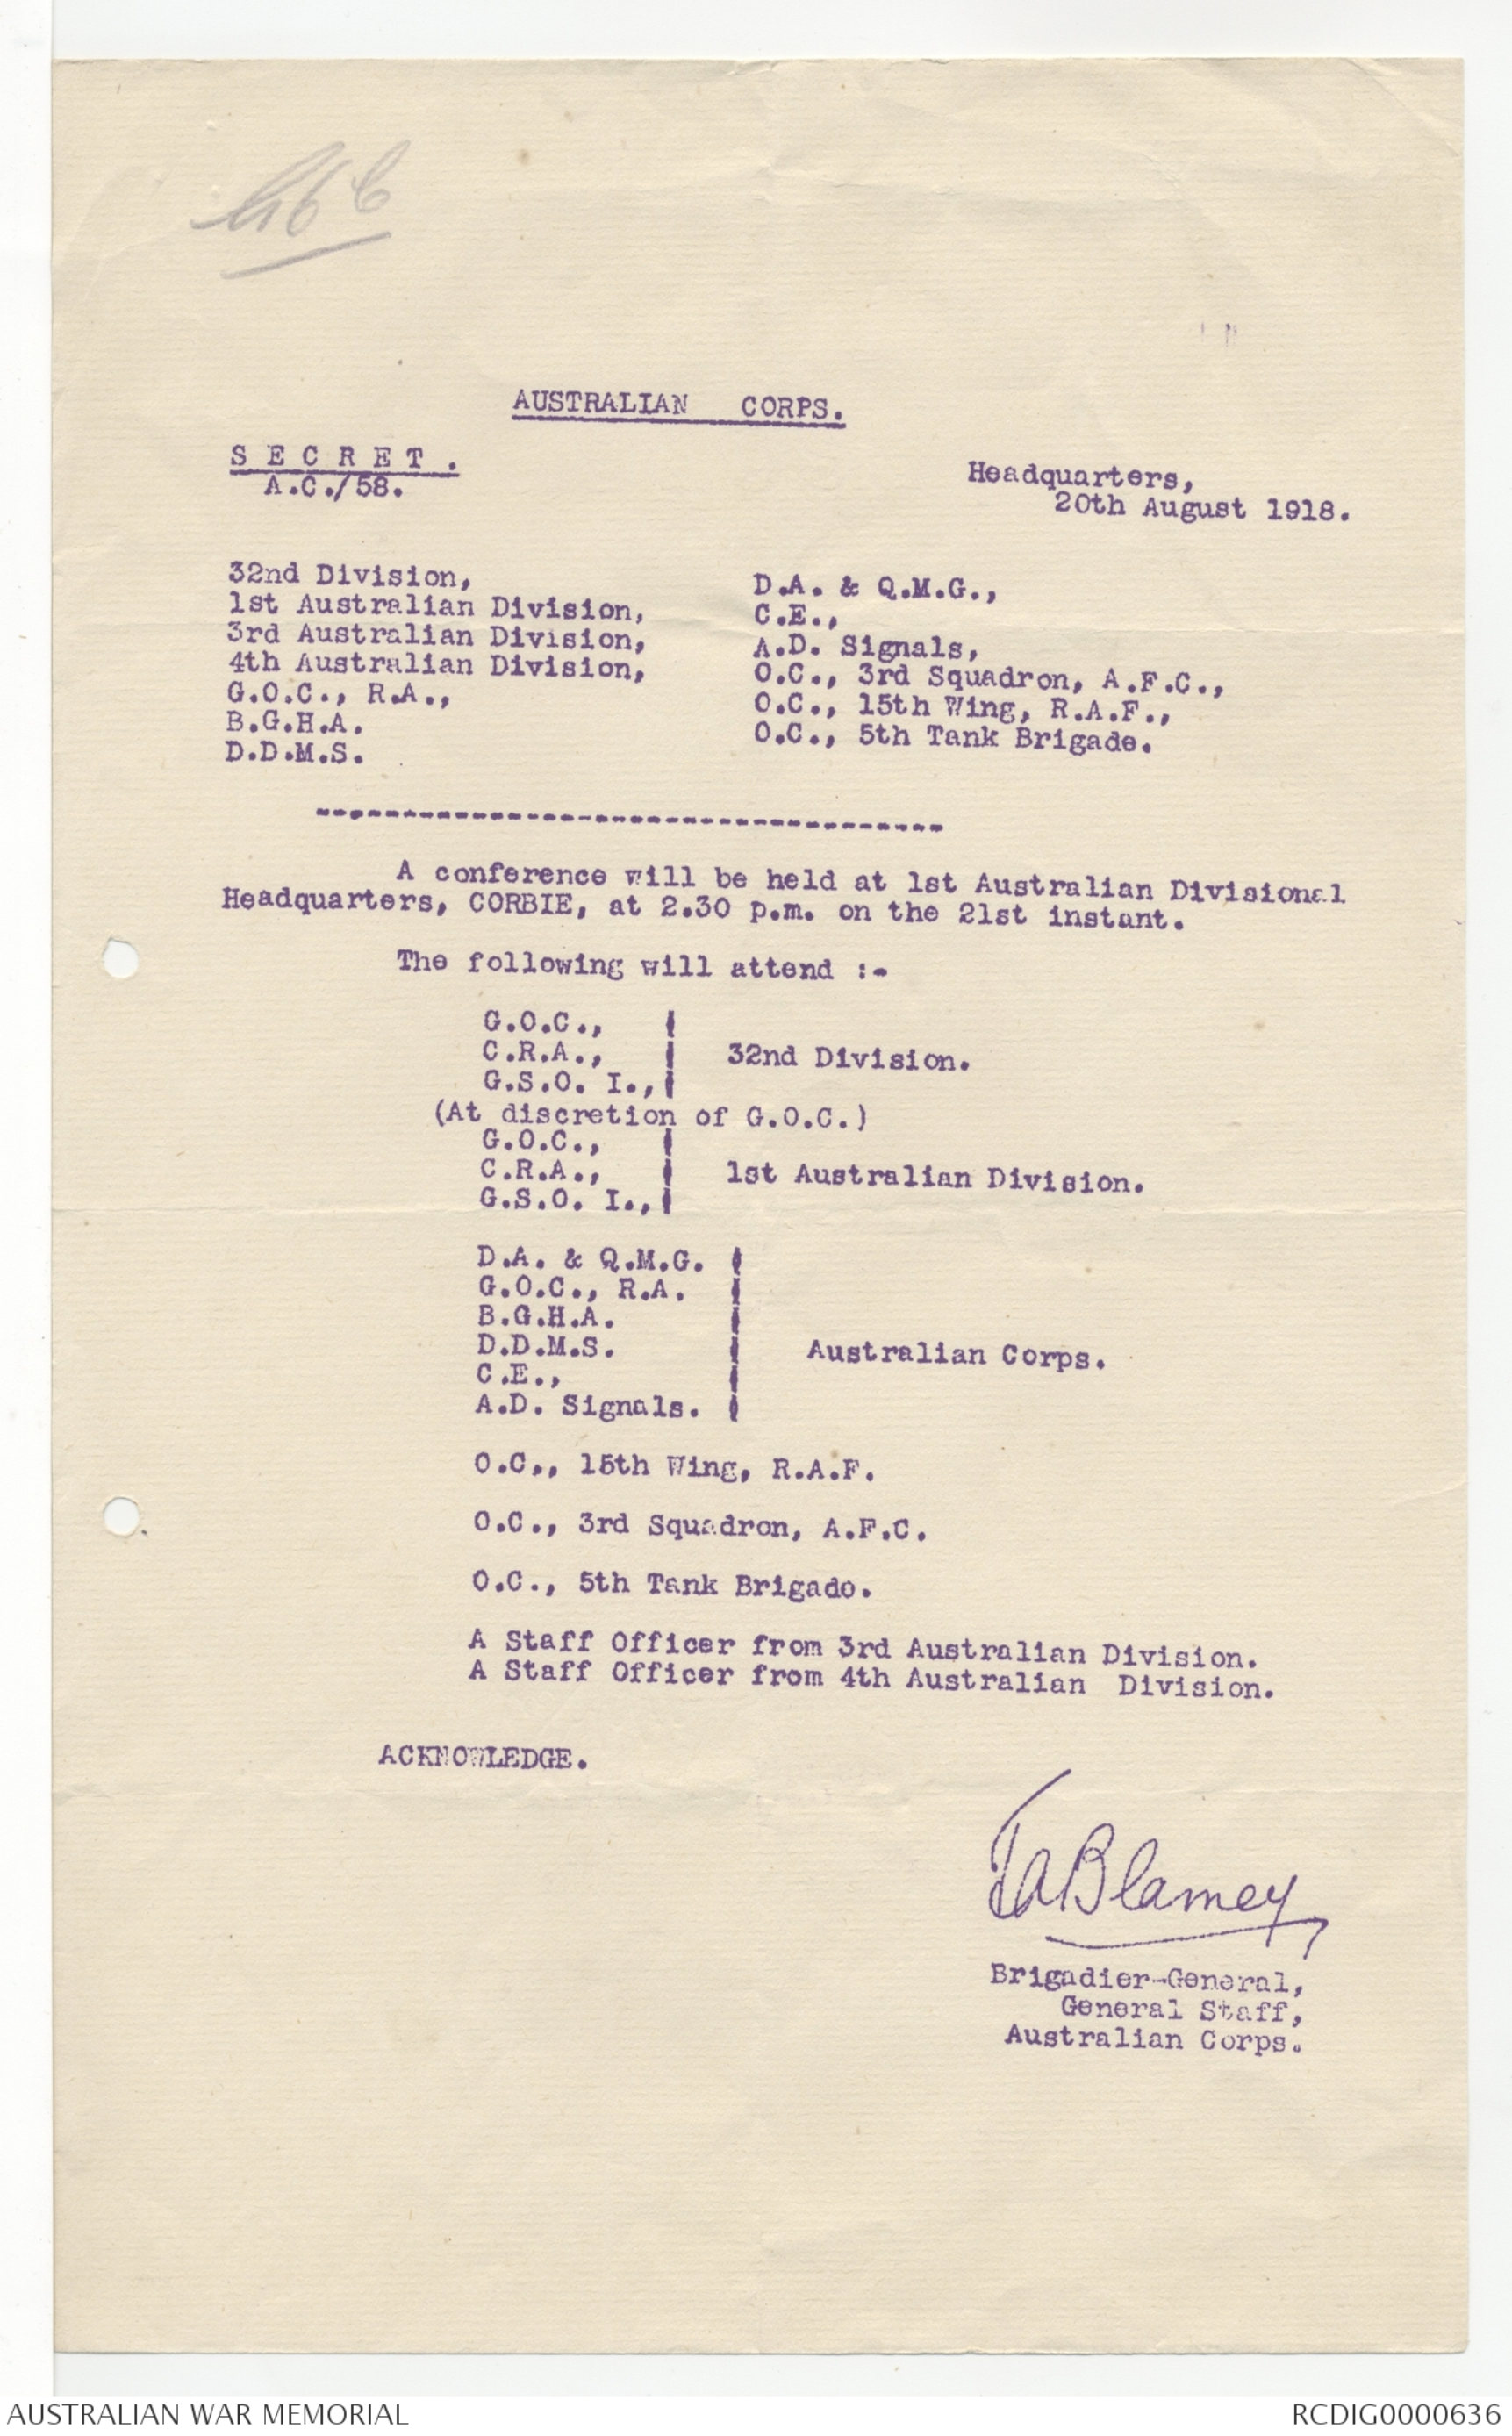 AUSTRALIAN CORPS.
S E C R E T .
A.C./58.
Headquarters,
20th August 1918.
32nd Division,
1st Australian Division,
3rd Australian Division,
4th Australian Division,
G.O.C., R.A.,
B.G.H.A.
D.D.M.S.
D.A. & Q.M.G.,
C.E.,
A.D. Signals,
O.C., 3rd Squadron, A.F.C.,
O.C., 15th Wing, R.A.F.,
O.C., 5th Tank Brigade.
-------------------------------------
A conference will be held at 1st Australian Divisional
Headquarters, CORBIE, at 2.30 p.m. on the 21st instant.
The following will attend :-
G.O.C.,
C.R.A.,
G.S.O. I.,
32nd Division.
(At discretion of G.O.C.)
G.O.C.,
C.R.A.,
G.S.O. I.,
1st Australian Division.
D.A. & Q.M.G.
G.O.C., R.A.
B.G.H.A.
D.D.M.S.
C.E.,
A.D. Signals.
Australian Corps.
O.C., 15th Wing, R.A.F.
O.C., 3rd Squadron, A.F.C.
O.C., 5th Tank Brigade.
A Staff Officer from 3rd Australian Division.
A Staff Officer from 4th Australian Division.
ACKNOWLEDGE.
TABlamey
Brigadier-General,
General Staff,
Australian Corps.
AUSTRALIAN WAR MEMORIAL
RCDIG0000636